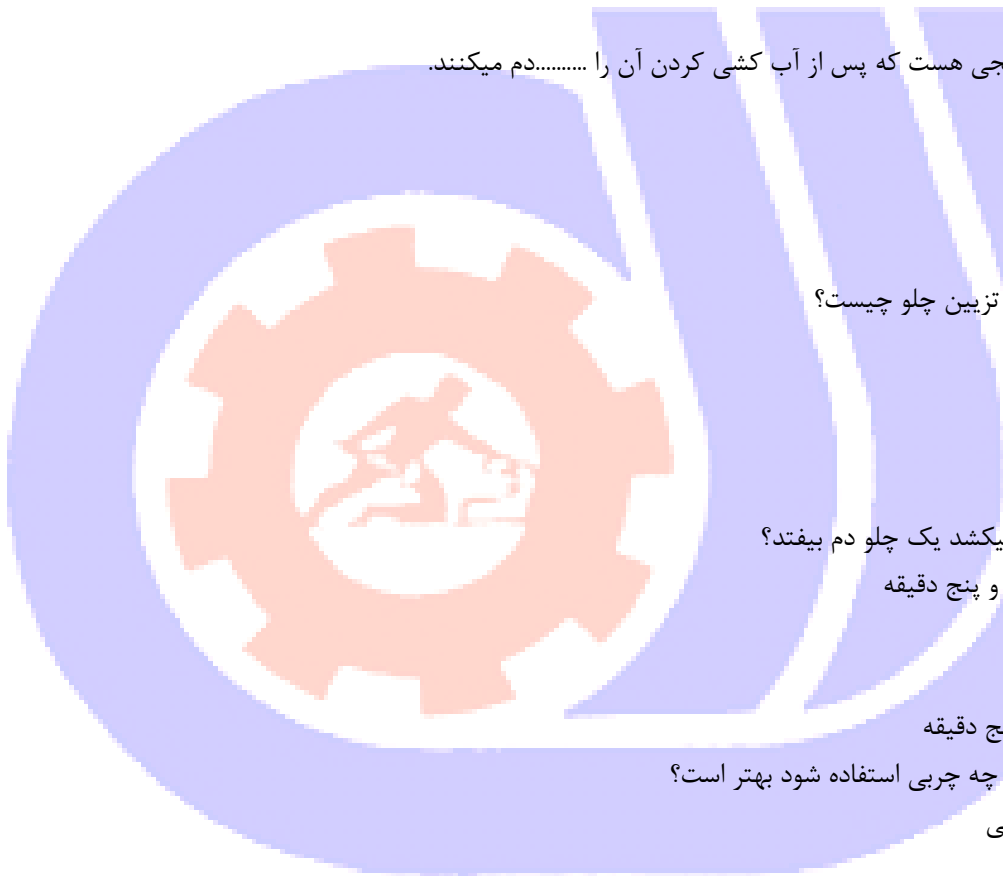 جی هست که پس از آب کشی کردن آن را .........دم میکنند.
تزیین چلو چیست؟
یکشد یک چلو دم بیفتد؟
و پنج دقیقه
ج دقیقه
چه چربی استفاده شود بهتر است؟
ی